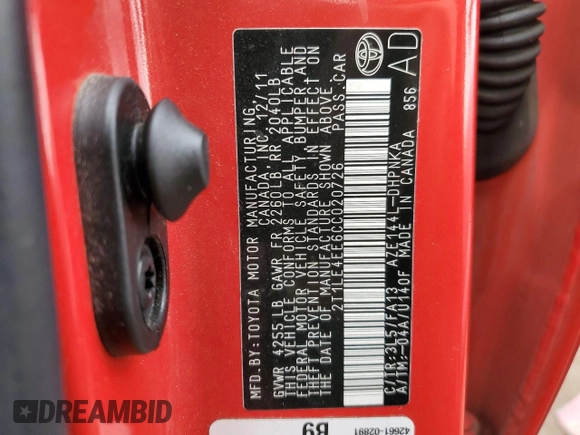 MFD.BY:TOYOTA MOTOR MANUFACTURING
CANADA, INC. 12/11
GVWR 4255LB GAWR FR 2260LB RR 2040LB
THIS VEHICLE CONFORMS TO ALL APPLICABLE
FEDERAL MOTOR VEHICLE SAFETY, BUMPER, AND
THEFT PREVENTION STANDARDS IN EFFECT ON
THE DATE OF MANUFACTURE SHOWN ABOVE.
2T1LE4EE6CC020726 PASS.CAR
C/TR:3L5/FA13 AZE144L-DHPNKA
A/TM:-04A/U140F MADE IN CANADA 856
AD
42661-02891
B9
DREAMBID